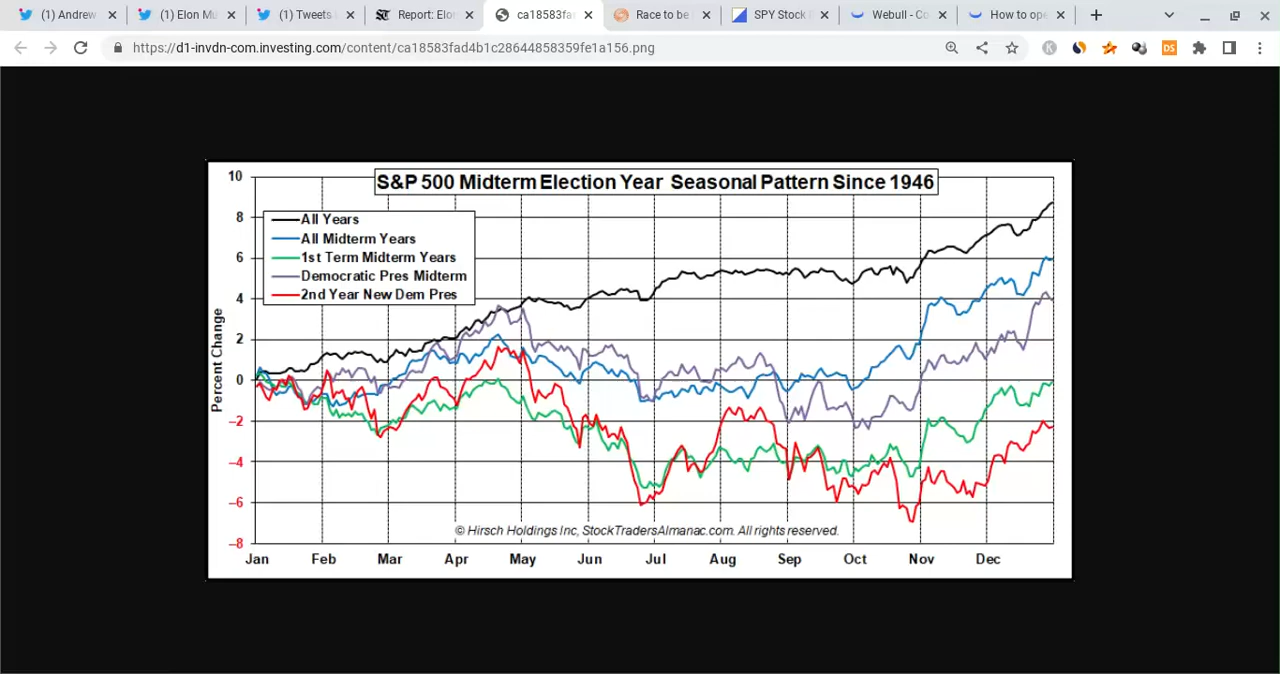 (1) Andrew
(1) Elon Mu
(1) Tweets
Report: Elon
ca18583fa
Race to be
SPY Stock
Webull - Co
How to ope
https://d1-invdn-com.investing.com/content/ca18583fad4b1c28644858359fe1a156.png
DS
S&P 500 Midterm Election Year Seasonal Pattern Since 1946
All Years
All Midterm Years
1st Term Midterm Years
Democratic Pres Midterm
2nd Year New Dem Pres
Percent Change
10
8
6
4
2
0
–2
–4
–6
–8
© Hirsch Holdings Inc, StockTradersAlmanac.com. All rights reserved.
Jan Feb Mar Apr May Jun Jul Aug Sep Oct Nov Dec